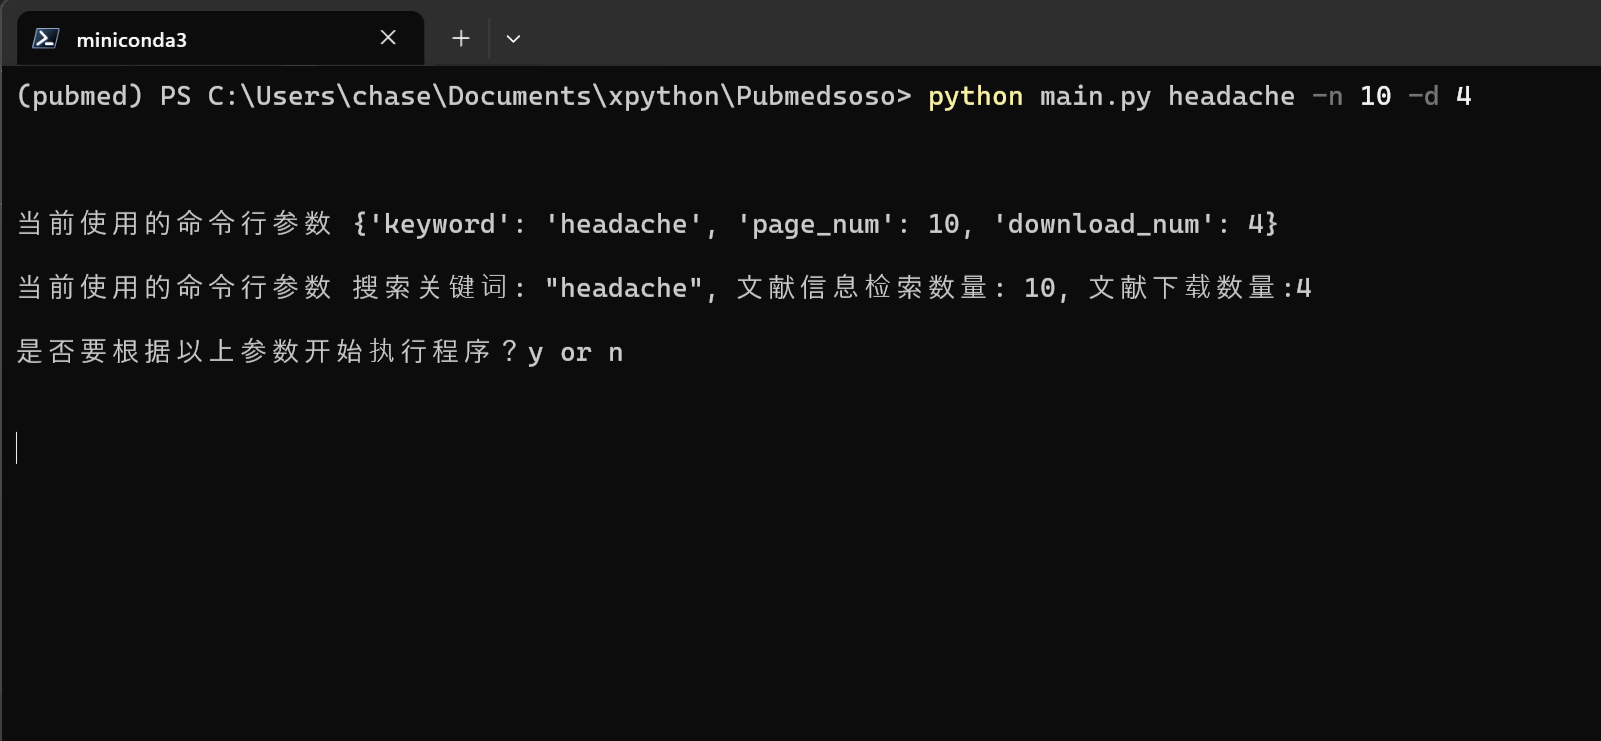 miniconda3
(pubmed) PS C:\Users\chase\Documents\xpython\Pubmedsoso> python main.py headache -n 10 -d 4
当前使用的命令行参数 {'keyword': 'headache', 'page_num': 10, 'download_num': 4}
当前使用的命令行参数 搜索关键词: "headache", 文献信息检索数量: 10, 文献下载数量:4
是否要根据以上参数开始执行程序？y or n